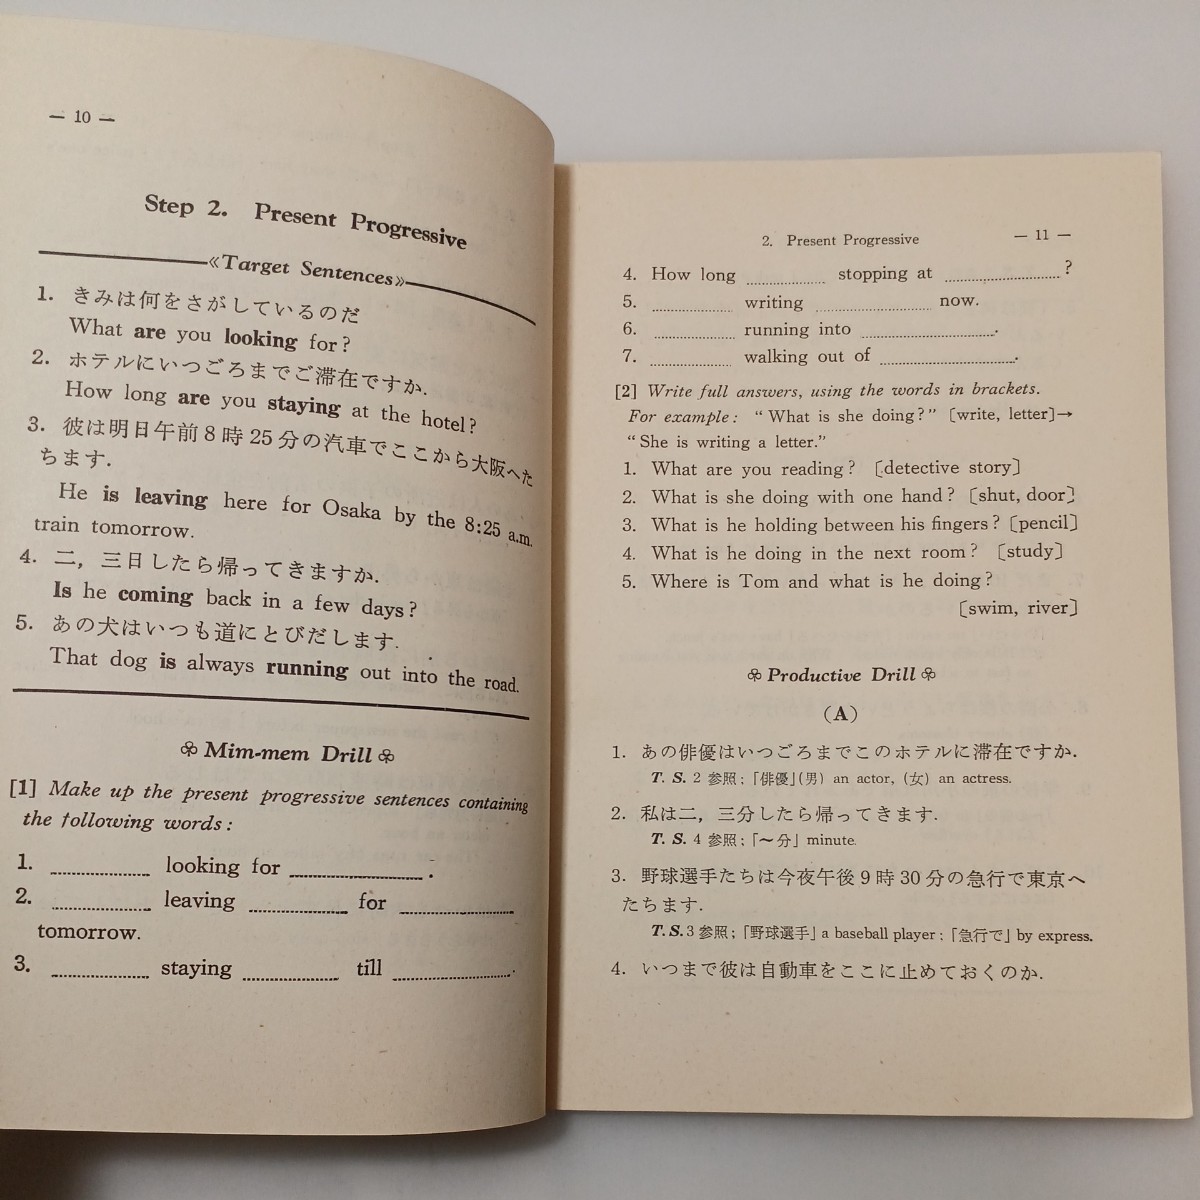 — 10 —
Step 2. Present Progressive
≪Target Sentences≫
1. きみは何をさがしているのだ
What are you looking for?
2. ホテルにいつごろまでご滞在ですか.
How long are you staying at the hotel?
3. 彼は明日午前8時25分の汽車でここから大阪へた
ちます.
He is leaving here for Osaka by the 8:25 a.m.
train tomorrow.
4. 二, 三日したら帰ってきますか.
Is he coming back in a few days?
5. あの犬はいつも道にとびだします.
That dog is always running out into the road.
Mim-mem Drill
[1] Make up the present progressive sentences containing
the following words:
1. ............ looking for ................ .
2. ............ leaving ............ for ............
tomorrow.
3. ............ staying ............ till ............ .
2. Present Progressive — 11 —
4. How long ............ stopping at ............ ?
5. ............ writing ............ now.
6. ............ running into ............ .
7. ............ walking out of ............ .
[2] Write full answers, using the words in brackets.
For example: “What is she doing?” [write, letter]→
“She is writing a letter.”
1. What are you reading? [detective story]
2. What is she doing with one hand? [shut, door]
3. What is he holding between his fingers? [pencil]
4. What is he doing in the next room? [study]
5. Where is Tom and what is he doing?
[swim, river]
Productive Drill
(A)
1. あの俳優はいつごろまでこのホテルに滞在ですか.
T. S. 2 参照;「俳優」(男) an actor, (女) an actress.
2. 私は二, 三分したら帰ってきます.
T. S. 4 参照;「〜分」minute.
3. 野球選手たちは今夜午後9時30分の急行で東京へ
たちます.
T. S. 3 参照;「野球選手」a baseball player;「急行で」by express.
4. いつまで彼は自動車をここに止めておくのか.